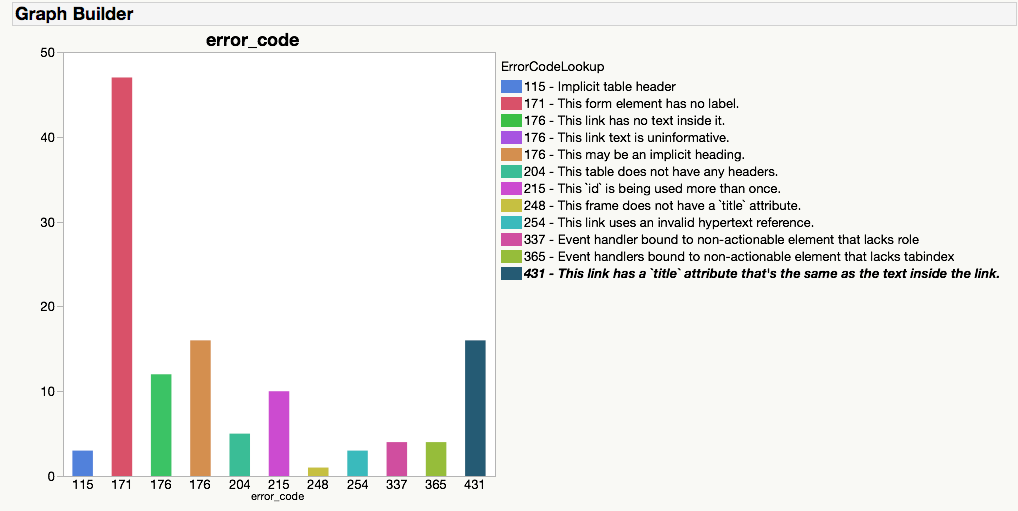 Graph Builder
error_code
50
40
30
20
10
0
115 171 176 176 204 215 248 254 337 365 431
error_code
ErrorCodeLookup
115 - Implicit table header
171 - This form element has no label.
176 - This link has no text inside it.
176 - This link text is uninformative.
176 - This may be an implicit heading.
204 - This table does not have any headers.
215 - This `id` is being used more than once.
248 - This frame does not have a `title` attribute.
254 - This link uses an invalid hypertext reference.
337 - Event handler bound to non-actionable element that lacks role
365 - Event handlers bound to non-actionable element that lacks tabindex
431 - This link has a `title` attribute that's the same as the text inside the link.